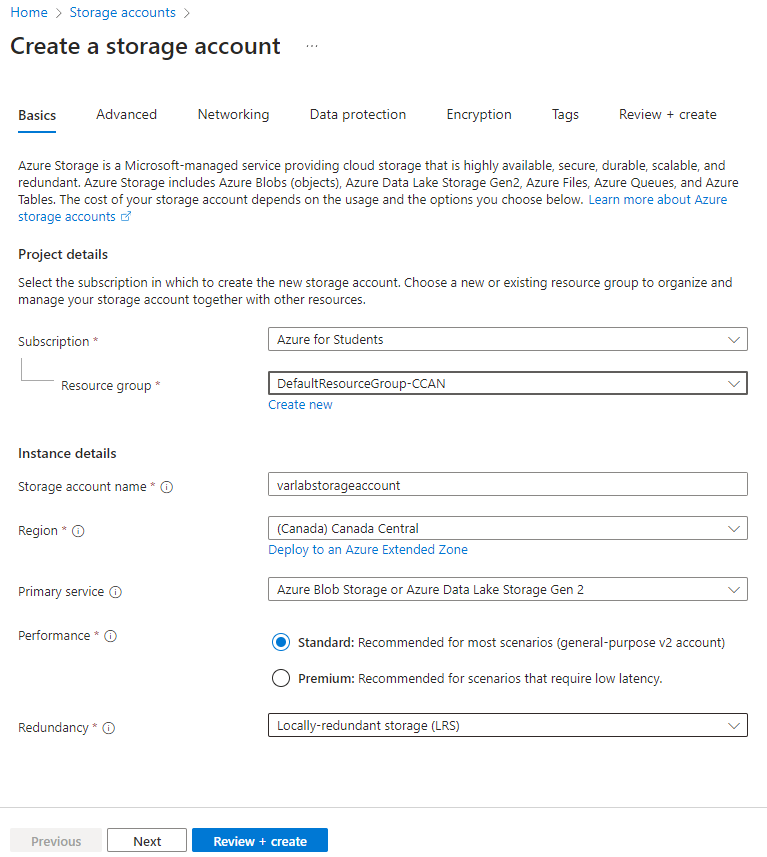 Home > Storage accounts >
Create a storage account ...
Basics Advanced Networking Data protection Encryption Tags Review + create
Azure Storage is a Microsoft-managed service providing cloud storage that is highly available, secure, durable, scalable, and
redundant. Azure Storage includes Azure Blobs (objects), Azure Data Lake Storage Gen2, Azure Files, Azure Queues, and Azure
Tables. The cost of your storage account depends on the usage and the options you choose below. Learn more about Azure
storage accounts
Project details
Select the subscription in which to create the new storage account. Choose a new or existing resource group to organize and
manage your storage account together with other resources.
Subscription * Azure for Students
Resource group * DefaultResourceGroup-CCAN
Create new
Instance details
Storage account name * varlabstorageaccount
Region * (Canada) Canada Central
Deploy to an Azure Extended Zone
Primary service Azure Blob Storage or Azure Data Lake Storage Gen 2
Performance * Standard: Recommended for most scenarios (general-purpose v2 account)
Premium: Recommended for scenarios that require low latency.
Redundancy * Locally-redundant storage (LRS)
Previous Next Review + create